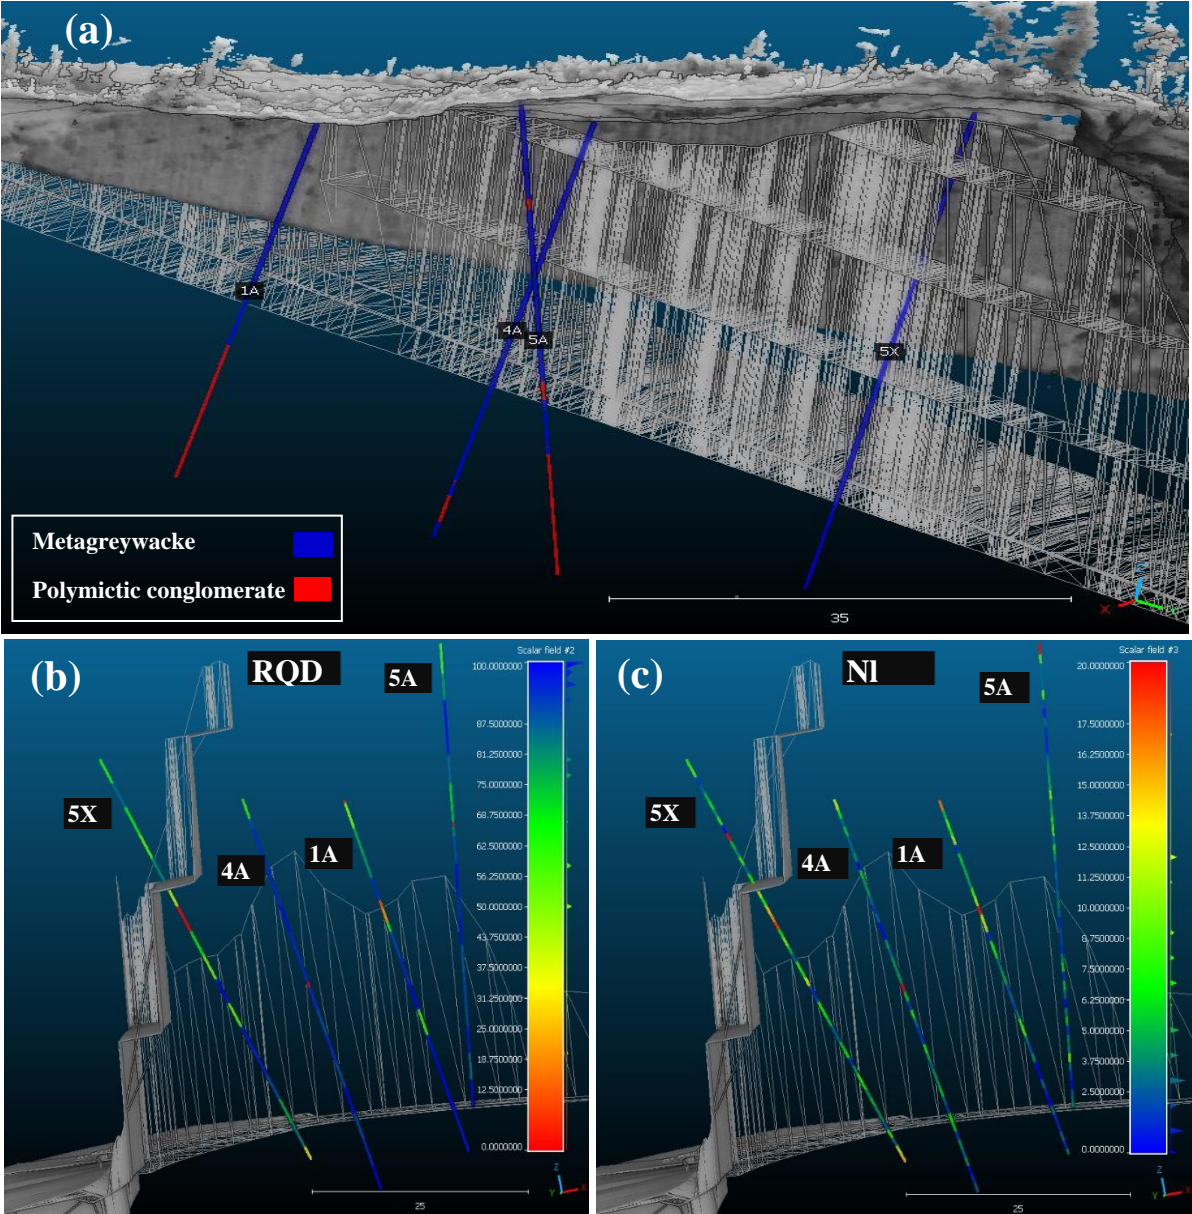 (a)
1A
4A
5A
5X
Metagreywacke
Polymictic conglomerate
35
Z
X
(b)
RQD
5A
Scalar field #2
100.0000000
87.5000000
81.2500000
75.0000000
68.7500000
62.5000000
56.2500000
50.0000000
43.7500000
37.5000000
31.2500000
25.0000000
18.7500000
12.5000000
0.0000000
5X
4A
1A
25
Z
Y
X
(c)
Nl
5A
Scalar field #3
20.0000000
17.5000000
16.2500000
15.0000000
13.7500000
12.5000000
11.2500000
10.0000000
8.7500000
7.5000000
6.2500000
5.0000000
3.7500000
2.5000000
0.0000000
5X
4A
1A
25
Z
Y
X